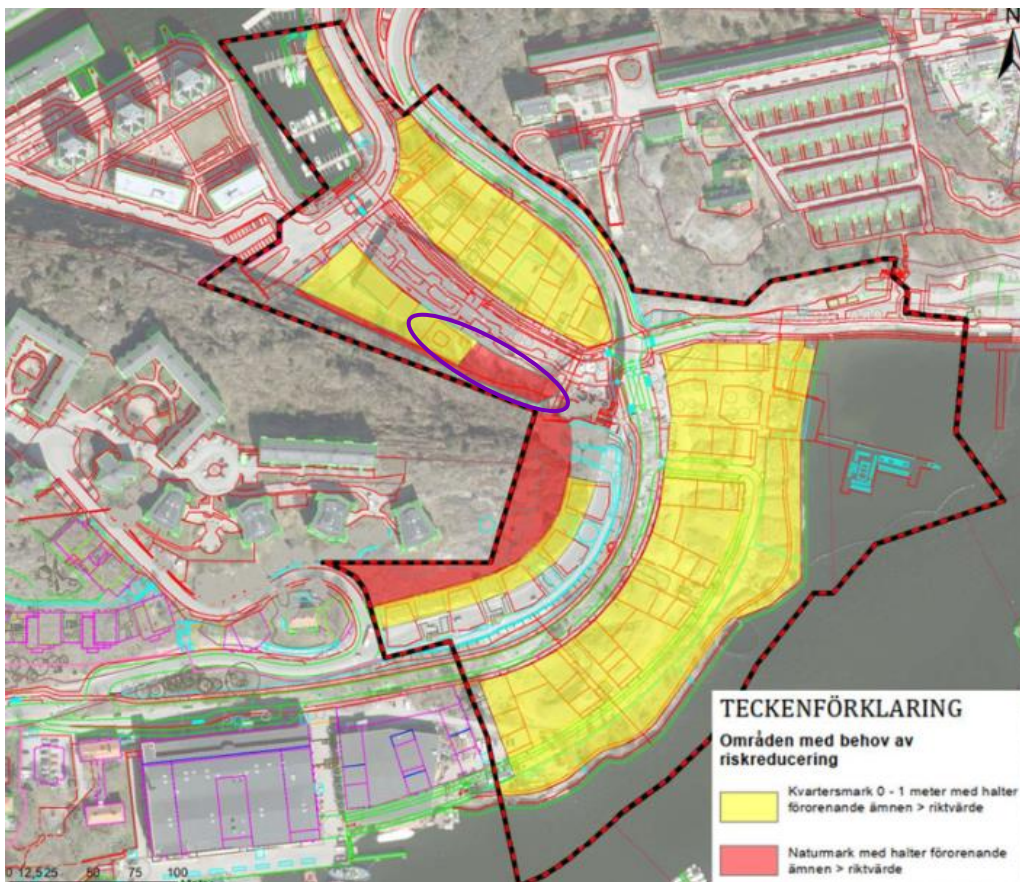 N
TECKENFÖRKLARING
Områden med behov av
riskreducering
Kvartersmark 0 - 1 meter med halter
förorenande ämnen > riktvärde
Naturmark med halter förorenande
ämnen > riktvärde
0 12,525 50 75 100